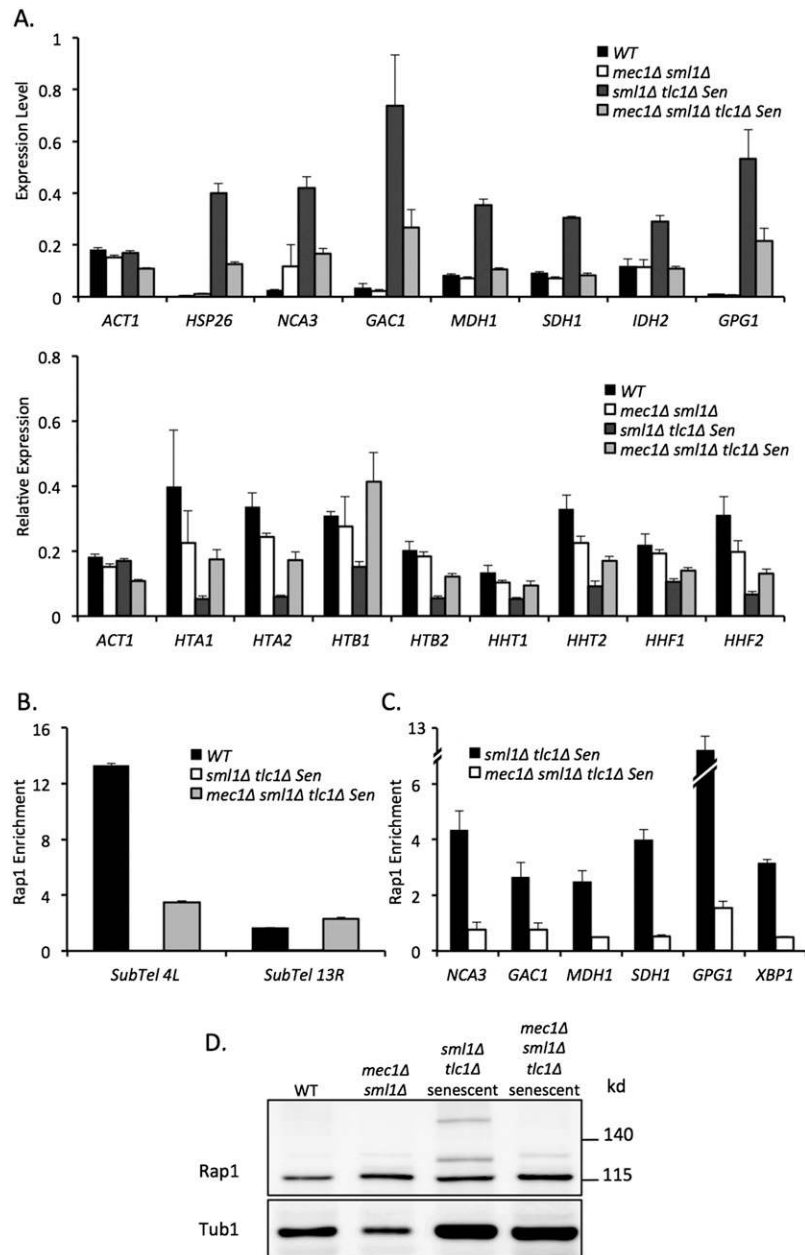 A.
Expression Level
1
0.8
0.6
0.4
0.2
0
WT
mec1Δ sml1Δ
sml1Δ tlc1Δ Sen
mec1Δ sml1Δ tlc1Δ Sen
ACT1 HSP26 NCA3 GAC1 MDH1 SDH1 IDH2 GPG1
Relative Expression
0.8
0.6
0.4
0.2
0
WT
mec1Δ sml1Δ
sml1Δ tlc1Δ Sen
mec1Δ sml1Δ tlc1Δ Sen
ACT1 HTA1 HTA2 HTB1 HTB2 HHT1 HHT2 HHF1 HHF2
B.
Rap1 Enrichment
16
12
8
4
0
WT
sml1Δ tlc1Δ Sen
mec1Δ sml1Δ tlc1Δ Sen
SubTel 4L SubTel 13R
C.
Rap1 Enrichment
13
6
4
2
0
sml1Δ tlc1Δ Sen
mec1Δ sml1Δ tlc1Δ Sen
NCA3 GAC1 MDH1 SDH1 GPG1 XBP1
D.
WT
mec1Δ
sml1Δ
sml1Δ
tlc1Δ
senescent
mec1Δ
sml1Δ
tlc1Δ
senescent
kd
140
115
Rap1
Tub1